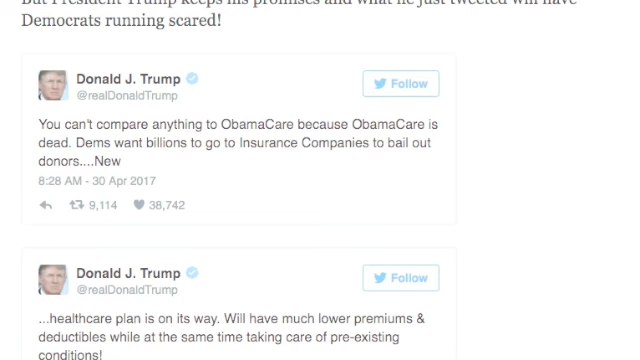 But President Trump keeps his promises and what he just tweeted will have
Democrats running scared!
Donald J. Trump
@realDonaldTrump
Follow
You can't compare anything to ObamaCare because ObamaCare is
dead. Dems want billions to go to Insurance Companies to bail out
donors....New
8:28 AM - 30 Apr 2017
9,114 38,742
Donald J. Trump
@realDonaldTrump
Follow
...healthcare plan is on its way. Will have much lower premiums &
deductibles while at the same time taking care of pre-existing
conditions!